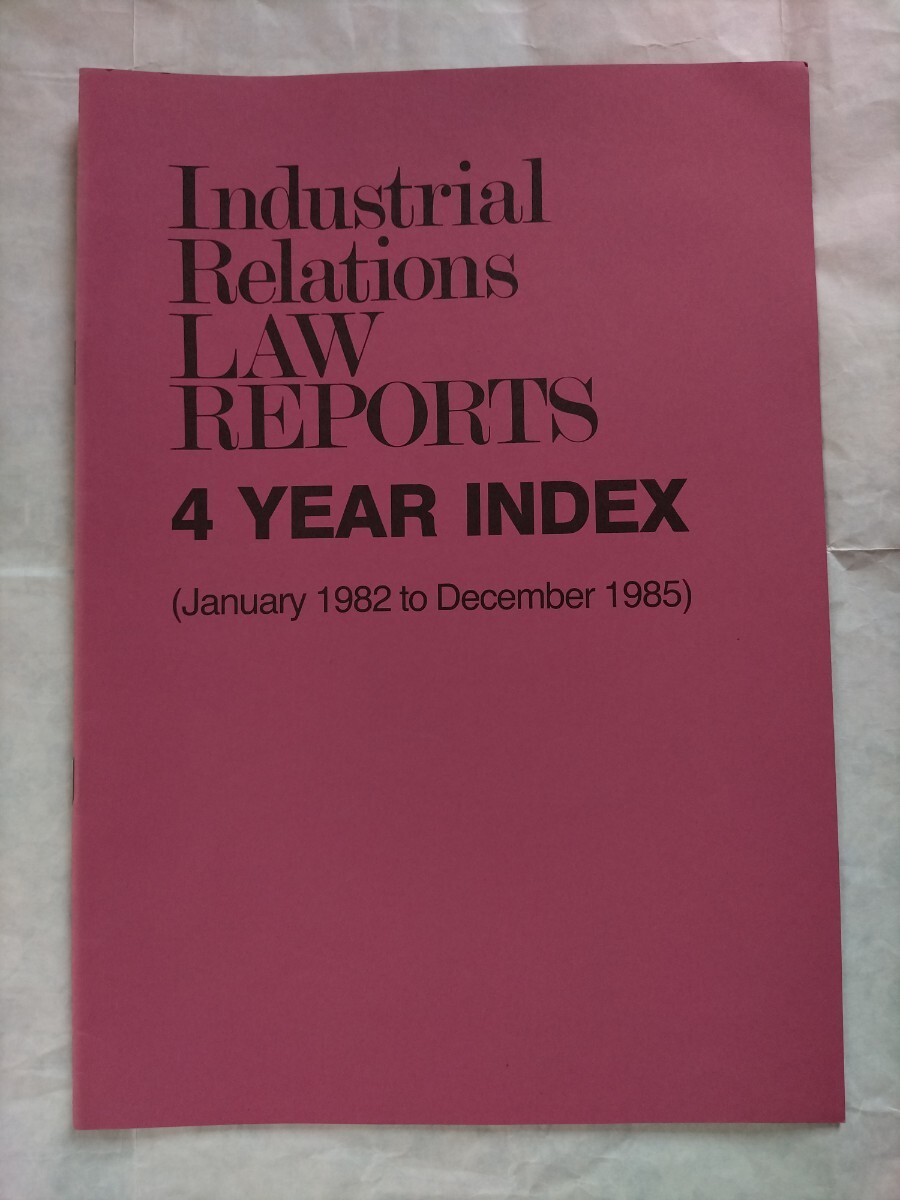 Industrial
Relations
LAW
REPORTS
4 YEAR INDEX
(January 1982 to December 1985)